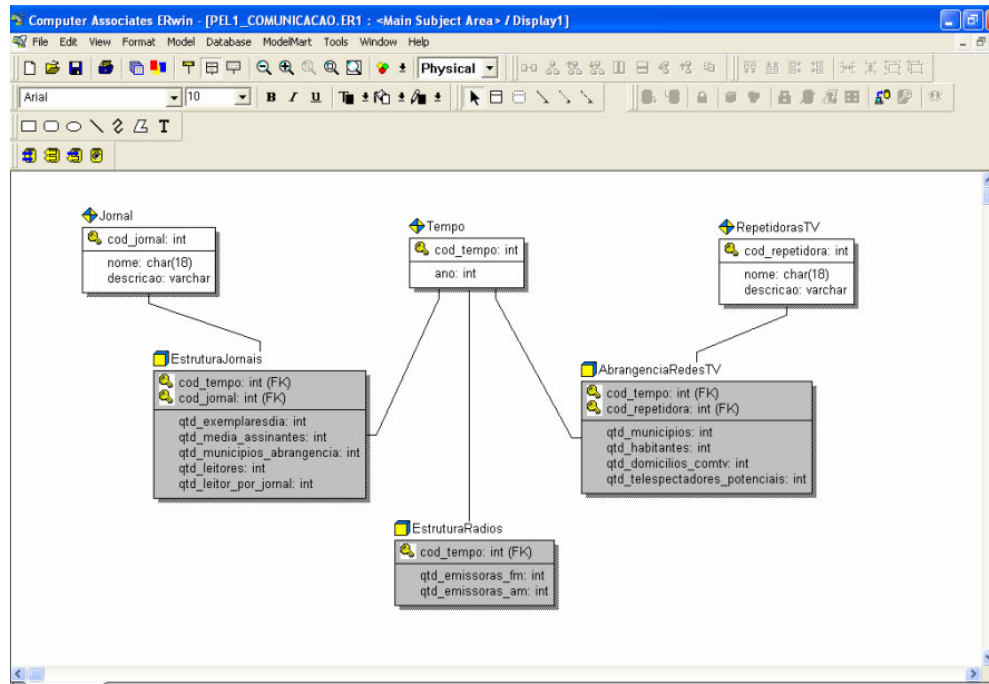 Computer Associates ERwin - [PEL1_COMUNICACAO.ER1 : <Main Subject Area> / Display1]
File Edit View Format Model Database ModelMart Tools Window Help
Physical
Arial 10 B I U
T
Jornal
cod_jornal: int
nome: char(18)
descricao: varchar
Tempo
cod_tempo: int
ano: int
RepetidorasTV
cod_repetidora: int
nome: char(18)
descricao: varchar
EstruturaJornais
cod_tempo: int (FK)
cod_jornal: int (FK)
qtd_exemplaresdia: int
qtd_media_assinantes: int
qtd_municipios_abrangencia: int
qtd_leitores: int
qtd_leitor_por_jornal: int
AbrangenciaRedesTV
cod_tempo: int (FK)
cod_repetidora: int (FK)
qtd_municipios: int
qtd_habitantes: int
qtd_domicilios_comtv: int
qtd_telespectadores_potenciais: int
EstruturaRadios
cod_tempo: int (FK)
qtd_emissoras_fm: int
qtd_emissoras_am: int